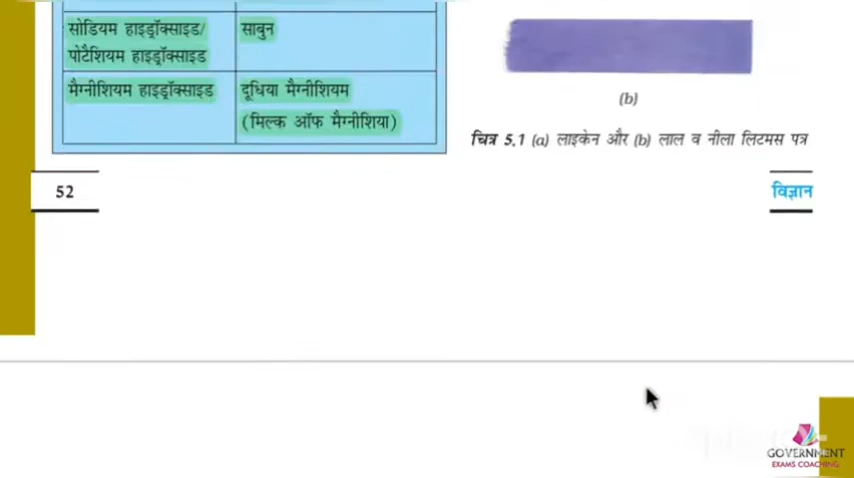 सोडियम हाइड्रॉक्साइड/
पोटैशियम हाइड्रॉक्साइड
साबुन
मैग्नीशियम हाइड्रॉक्साइड
दूधिया मैग्नीशियम
(मिल्क ऑफ मैग्नीशिया)
(b)
चित्र 5.1 (a) लाइकेन और (b) लाल व नीला लिटमस पत्र
52
विज्ञान
GOVERNMENT
EXAMS COACHING